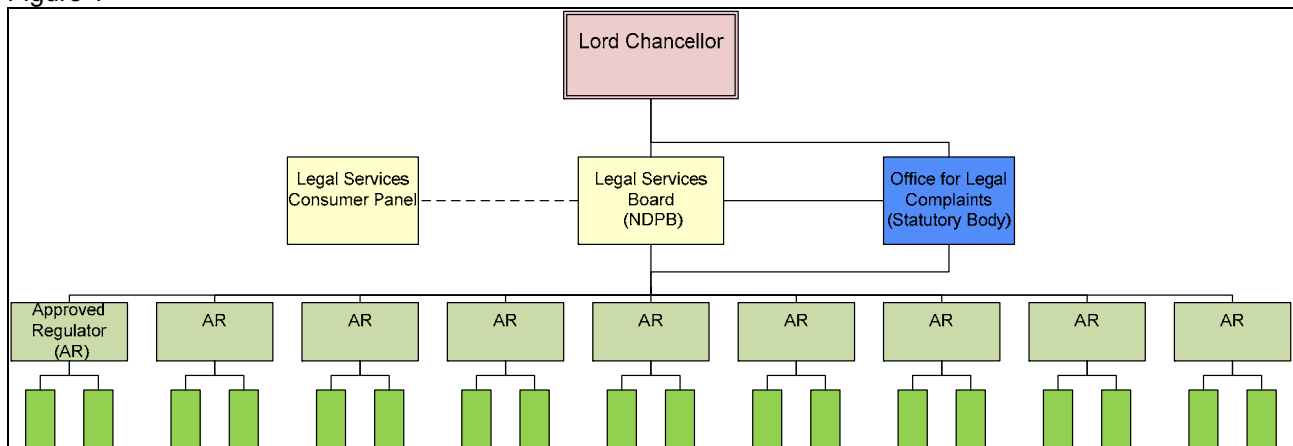 Lord Chancellor
Legal Services
Consumer Panel
Legal Services
Board
(NDPB)
Office for Legal
Complaints
(Statutory Body)
Approved
Regulator
(AR)
AR
AR
AR
AR
AR
AR
AR
AR